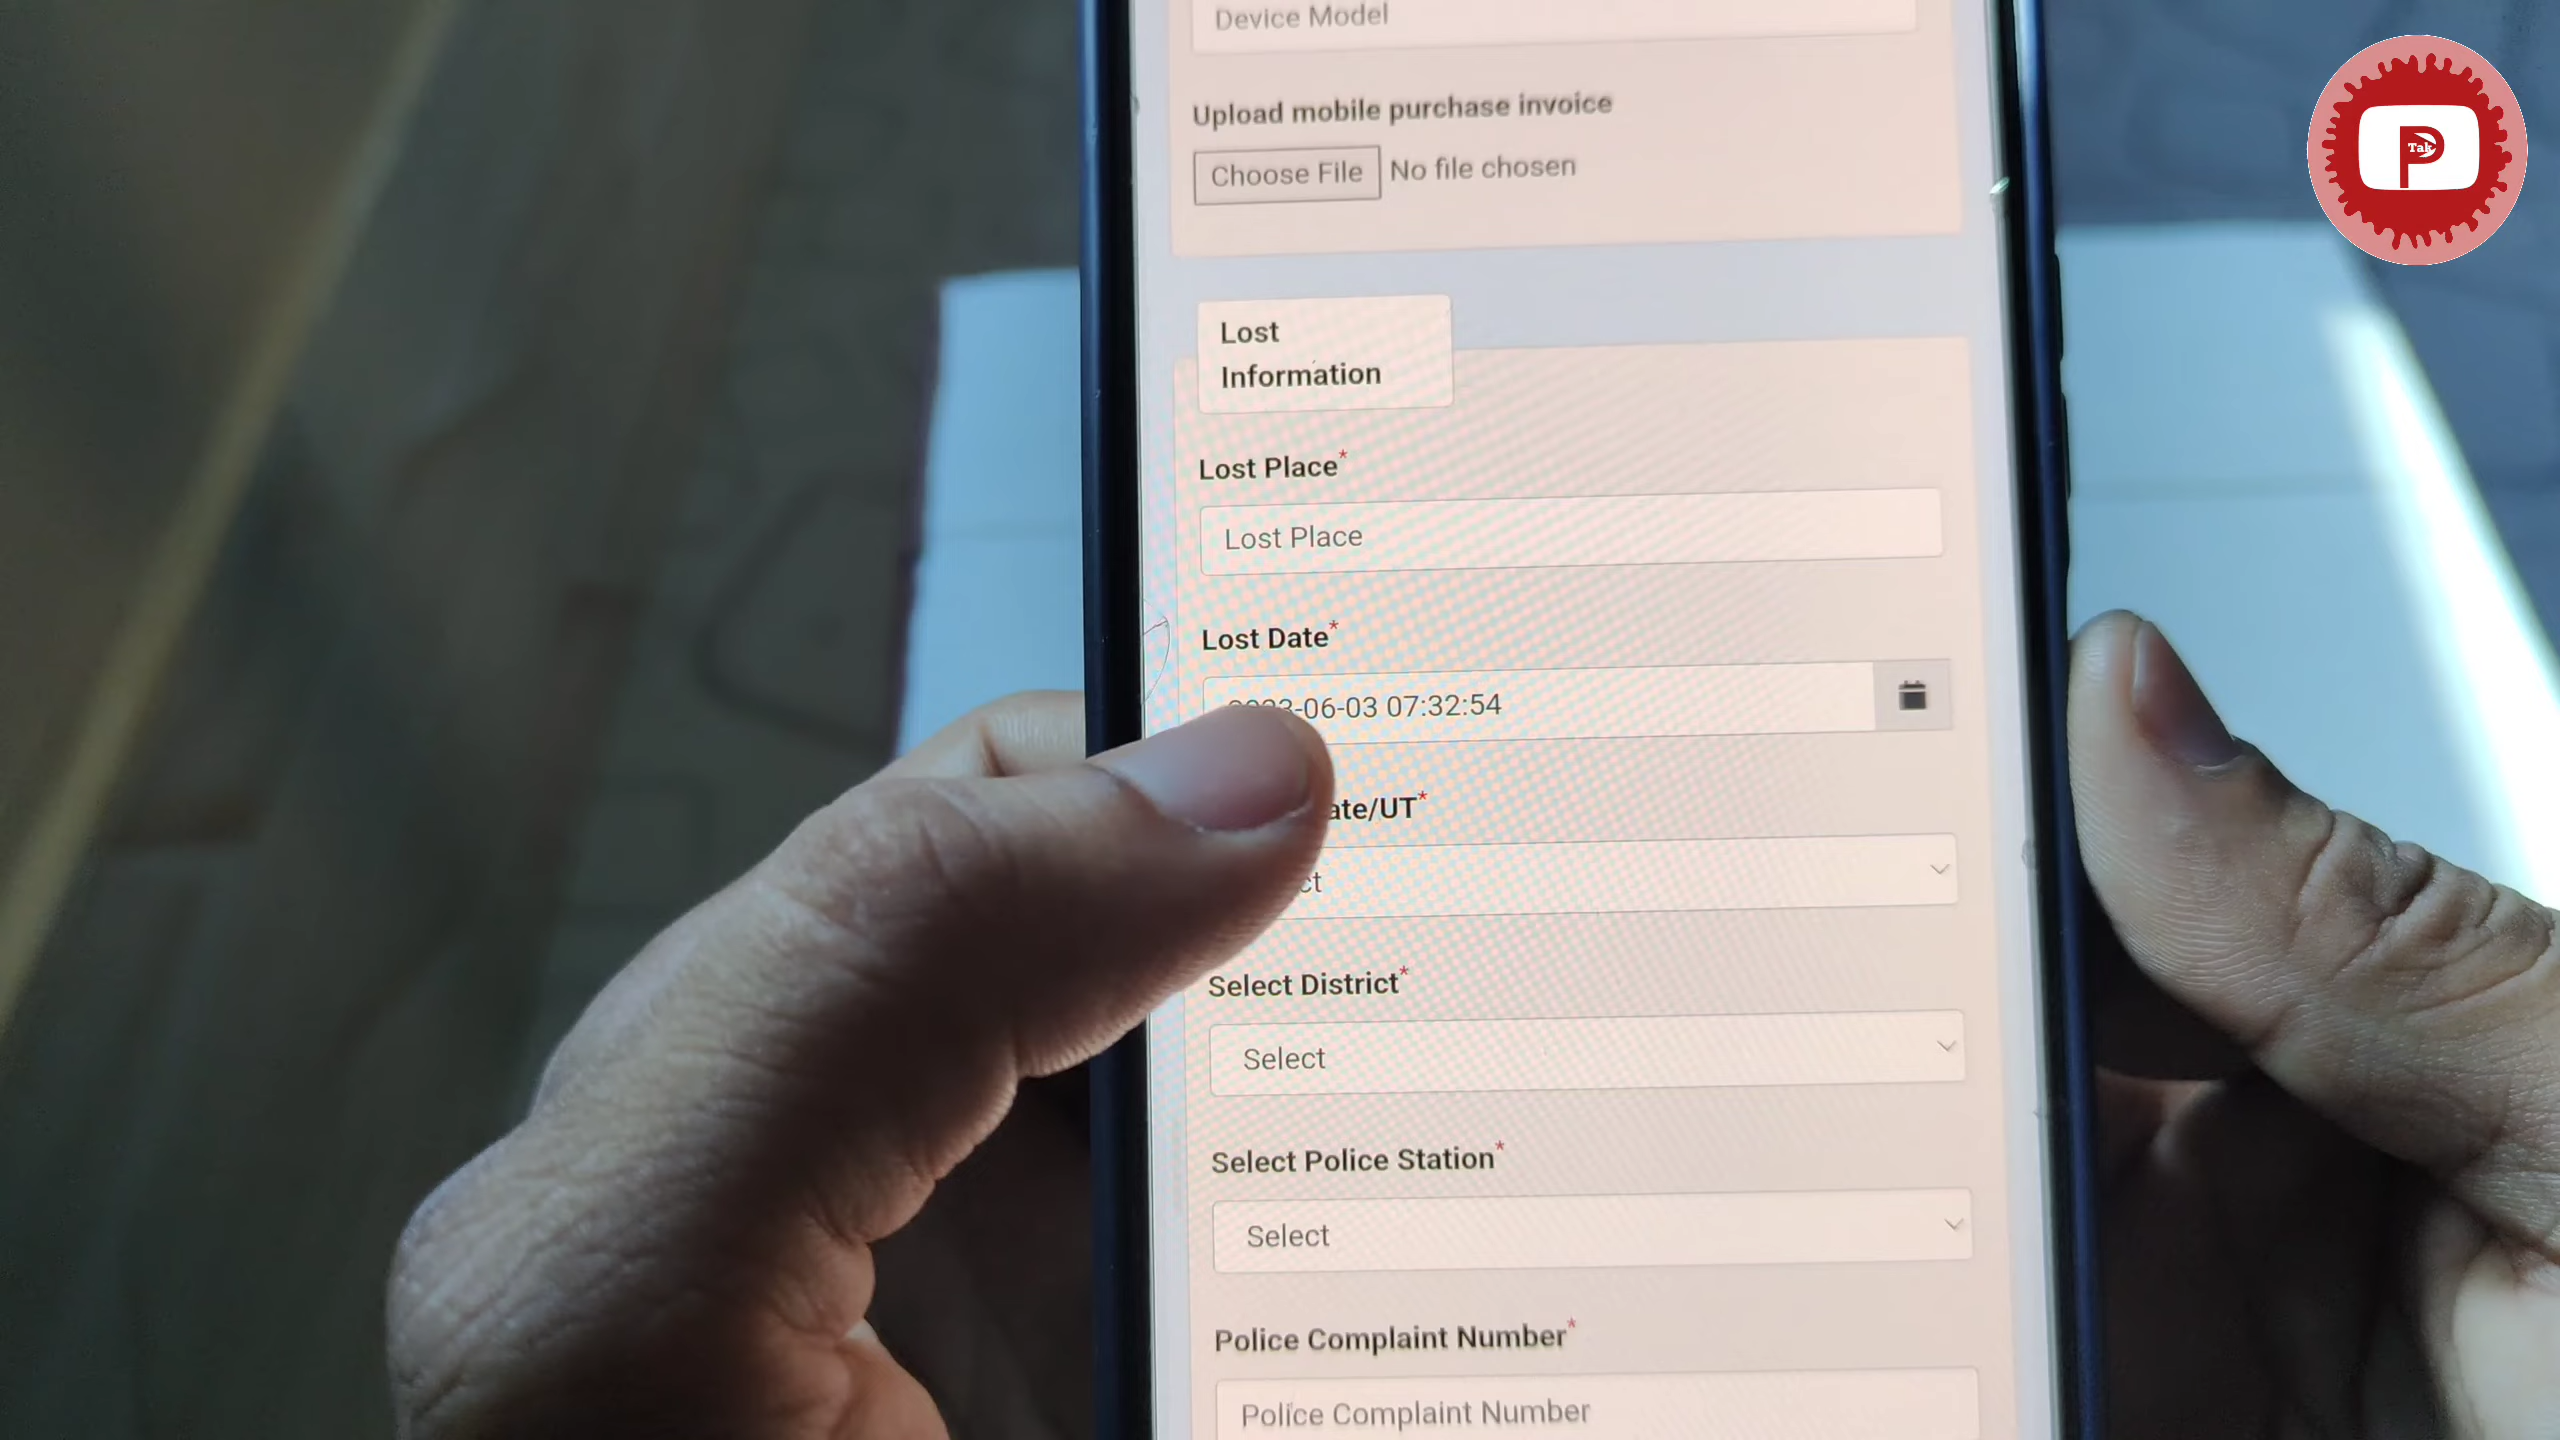 Device Model
Upload mobile purchase invoice
Choose File No file chosen
Lost
Information
Lost Place*
Lost Place
Lost Date*
-06-03 07:32:54
ate/UT*
ct
Select District*
Select
Select Police Station*
Select
Police Complaint Number*
Police Complaint Number
P
Tak